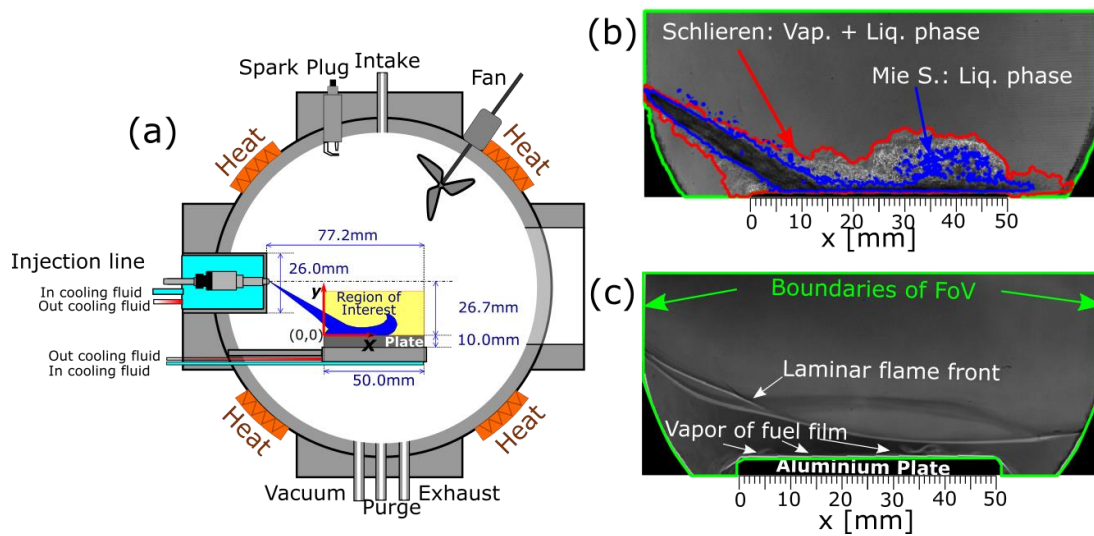 (a)
Spark Plug
Intake
Fan
Heat
Heat
77.2mm
Injection line
In cooling fluid
Out cooling fluid
26.0mm
y
Region of
Interest
26.7mm
(0,0)
x
Plate
10.0mm
Out cooling fluid
In cooling fluid
50.0mm
Heat
Heat
Vacuum
Purge
Exhaust
(b)
Schlieren: Vap. + Liq. phase
Mie S.: Liq. phase
0 10 20 30 40 50
x [mm]
(c)
Boundaries of FoV
Laminar flame front
Vapor of fuel film
Aluminium Plate
0 10 20 30 40 50
x [mm]